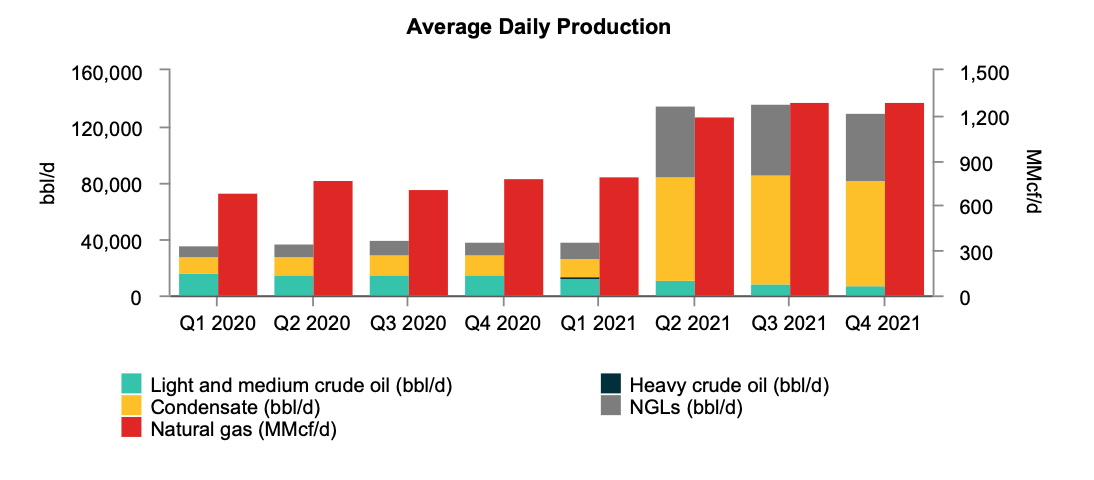 Average Daily Production
160,000
120,000
80,000
40,000
0
bbl/d
1,500
1,200
900
600
300
0
MMcf/d
Q1 2020 Q2 2020 Q3 2020 Q4 2020 Q1 2021 Q2 2021 Q3 2021 Q4 2021
Light and medium crude oil (bbl/d)
Condensate (bbl/d)
Natural gas (MMcf/d)
Heavy crude oil (bbl/d)
NGLs (bbl/d)